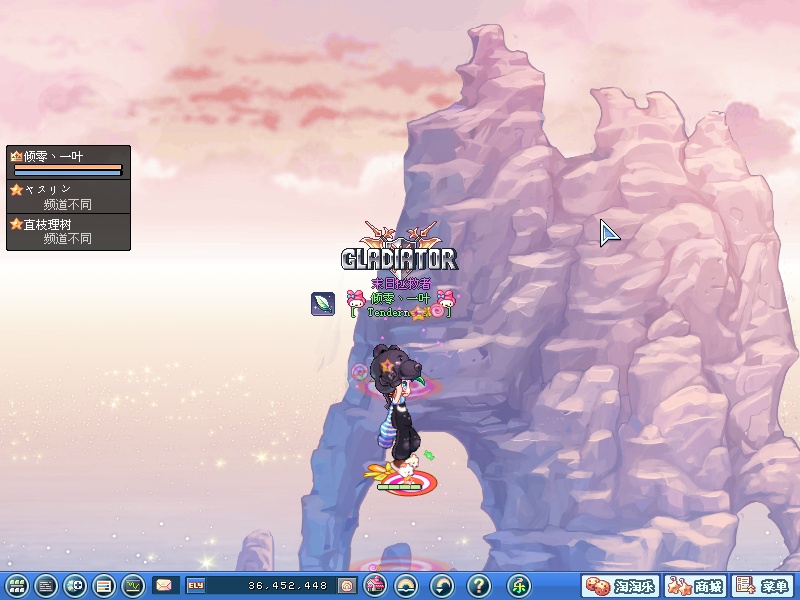 倾零丶一叶
ヤスリン
频道不同
直枝理树
频道不同
GLADIATOR
末日拯救者
倾零丶一叶
[ Tendern ]
ELY 36,452,448
?
乐
淘淘乐
商城
菜单